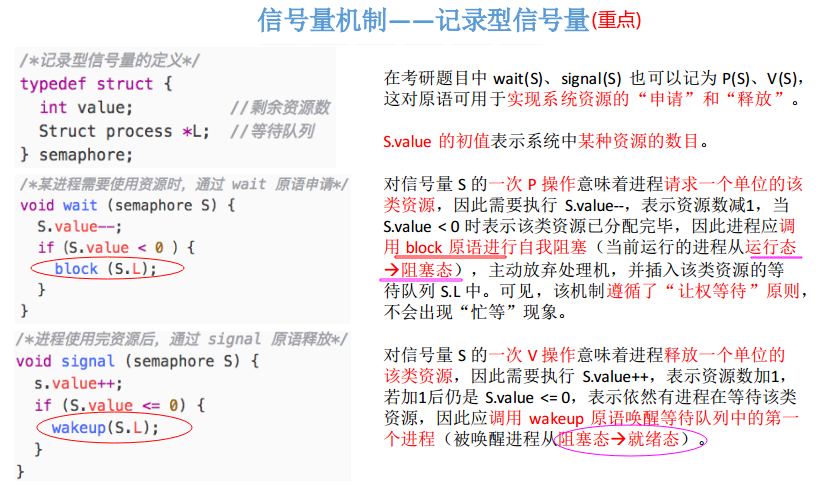 信号量机制——记录型信号量(重点)
/*记录型信号量的定义*/
typedef struct {
int value; //剩余资源数
Struct process *L; //等待队列
} semaphore;
/*某进程需要使用资源时，通过 wait 原语申请*/
void wait (semaphore S) {
S.value--;
if (S.value < 0 ) {
block (S.L);
}
}
/*进程使用完资源后，通过 signal 原语释放*/
void signal (semaphore S) {
s.value++;
if (S.value <= 0) {
wakeup(S.L);
}
}
在考研题目中 wait(S)、signal(S) 也可以记为 P(S)、V(S)，
这对原语可用于实现系统资源的“申请”和“释放”。
S.value 的初值表示系统中某种资源的数目。
对信号量 S 的一次 P 操作意味着进程请求一个单位的该
类资源，因此需要执行 S.value--，表示资源数减1，当
S.value < 0 时表示该类资源已分配完毕，因此进程应调
用 block 原语进行自我阻塞（当前运行的进程从运行态
→阻塞态），主动放弃处理机，并插入该类资源的等
待队列 S.L 中。可见，该机制遵循了“让权等待”原则，
不会出现“忙等”现象。
对信号量 S 的一次 V 操作意味着进程释放一个单位的
该类资源，因此需要执行 S.value++，表示资源数加1，
若加1后仍是 S.value <= 0，表示依然有进程在等待该类
资源，因此应调用 wakeup 原语唤醒等待队列中的第一
个进程（被唤醒进程从阻塞态→就绪态）。